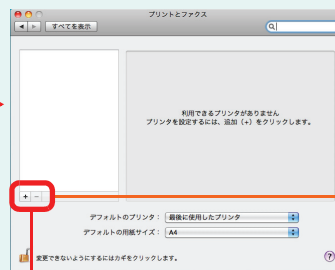 プリントとファクス
すべてを表示
利用できるプリンタがありません
プリンタを設定するには、追加（+）をクリックします。
+ −
デフォルトのプリンタ： 最後に使用したプリンタ
デフォルトの用紙サイズ： A4
変更できないようにするにはカギをクリックします。
?